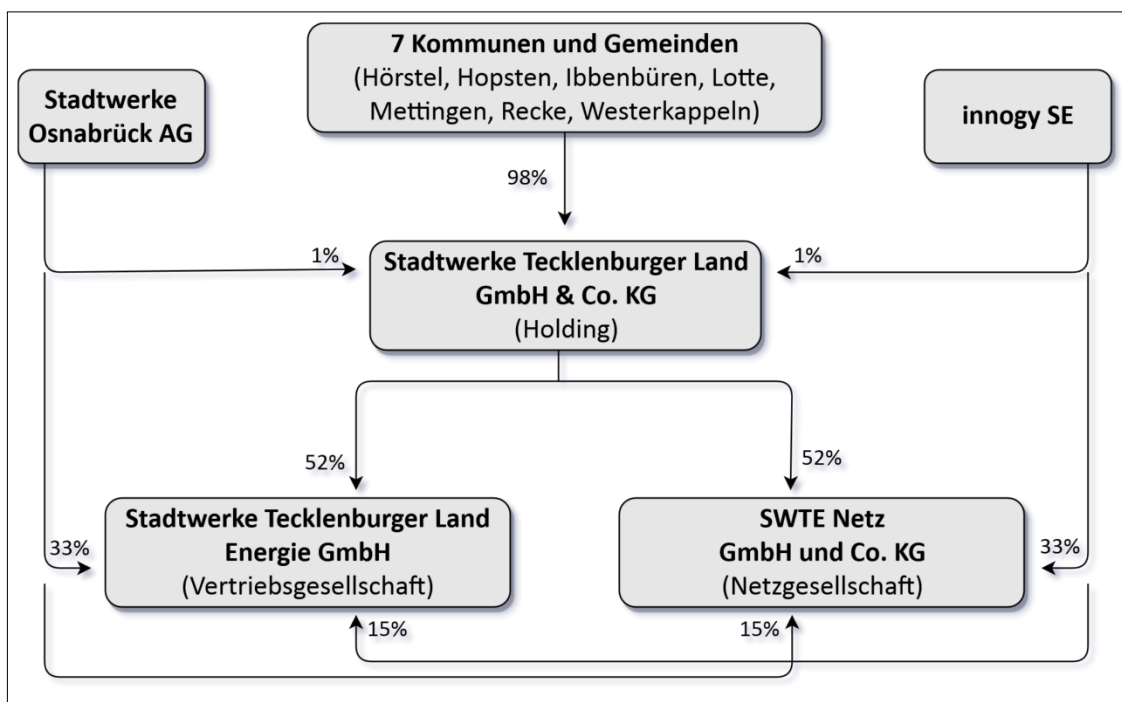 7 Kommunen und Gemeinden
(Hörstel, Hopsten, Ibbenbüren, Lotte,
Mettingen, Recke, Westerkappeln)
Stadtwerke
Osnabrück AG
innogy SE
98%
1%
1%
Stadtwerke Tecklenburger Land
GmbH & Co. KG
(Holding)
52%
52%
Stadtwerke Tecklenburger Land
Energie GmbH
(Vertriebsgesellschaft)
SWTE Netz
GmbH und Co. KG
(Netzgesellschaft)
33%
33%
15%
15%